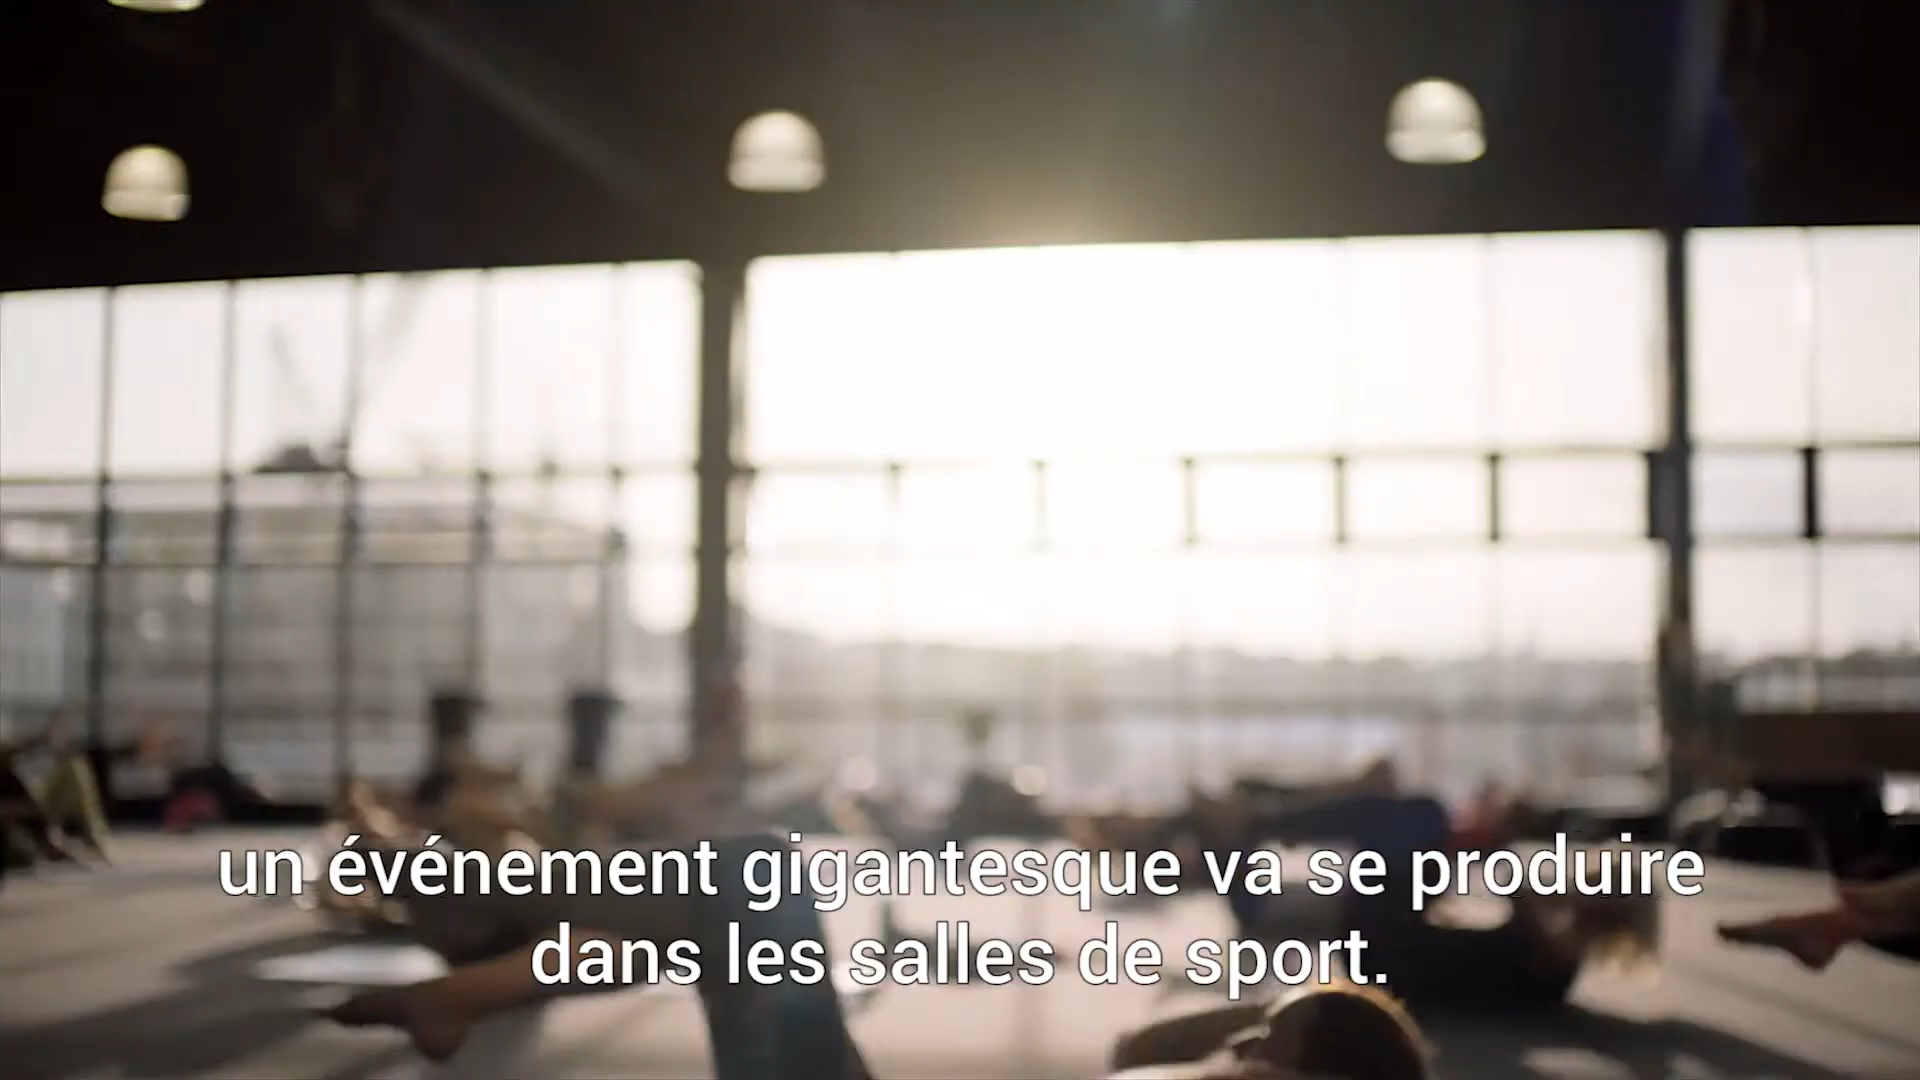 un événement gigantesque va se produire
dans les salles de sport.